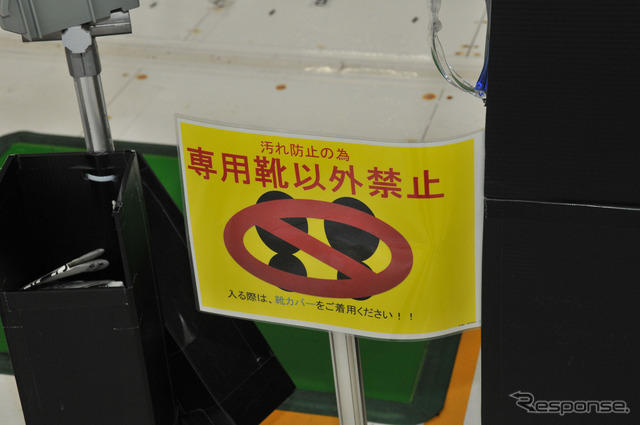 汚れ防止の為
専用靴以外禁止
入る際は、靴カバーをご着用ください！！
Response.